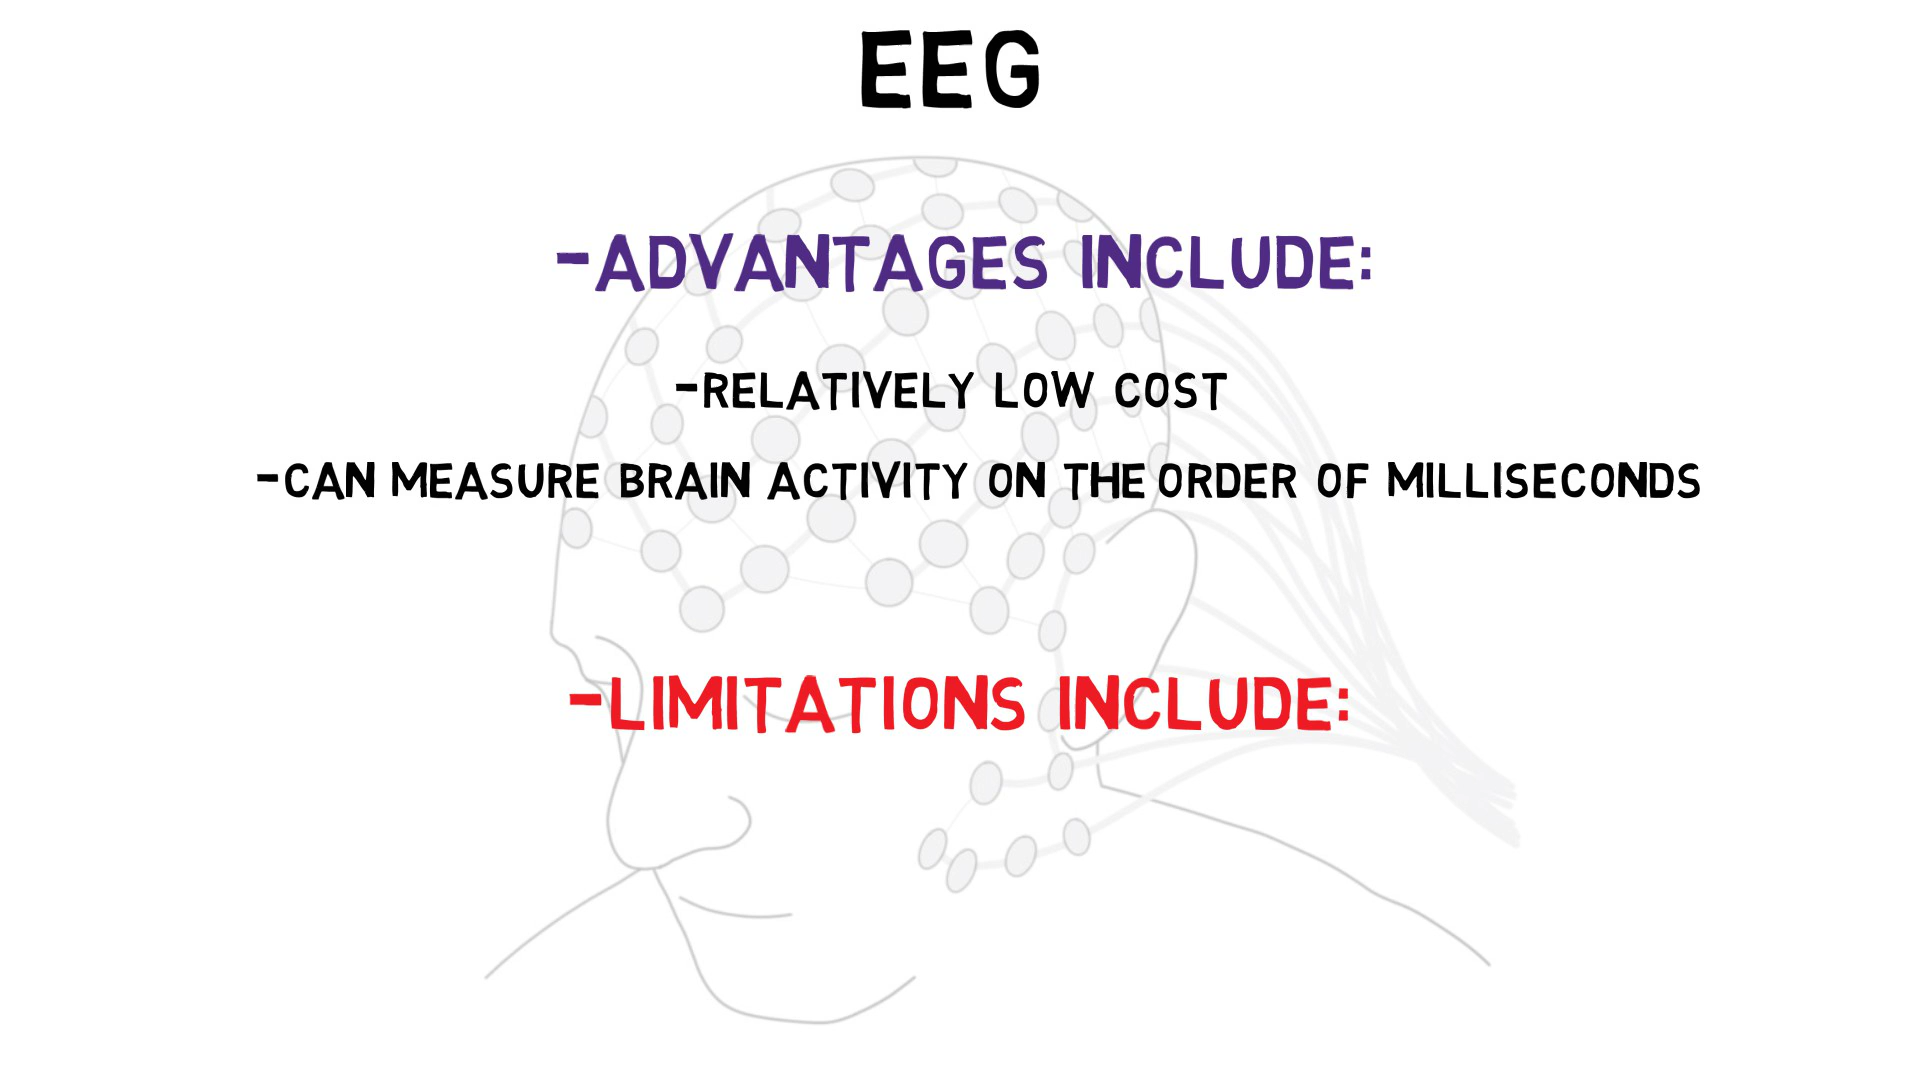 EEG
-ADVANTAGES INCLUDE:
-RELATIVELY LOW COST
-CAN MEASURE BRAIN ACTIVITY ON THE ORDER OF MILLISECONDS
-LIMITATIONS INCLUDE: